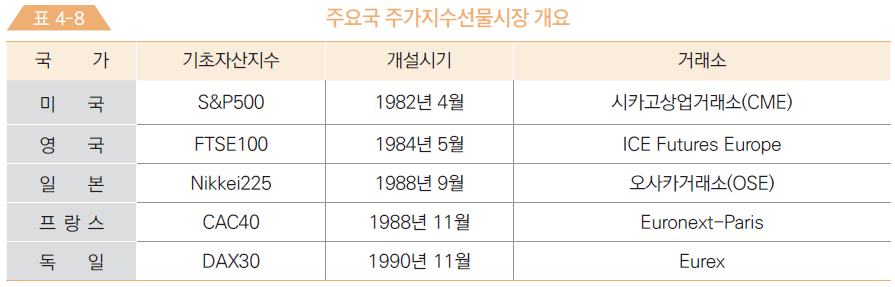 표 4-8 주요국 주가지수선물시장 개요
국 가 기초자산지수 개설시기 거래소
미 국 S&P500 1982년 4월 시카고상업거래소(CME)
영 국 FTSE100 1984년 5월 ICE Futures Europe
일 본 Nikkei225 1988년 9월 오사카거래소(OSE)
프 랑 스 CAC40 1988년 11월 Euronext-Paris
독 일 DAX30 1990년 11월 Eurex